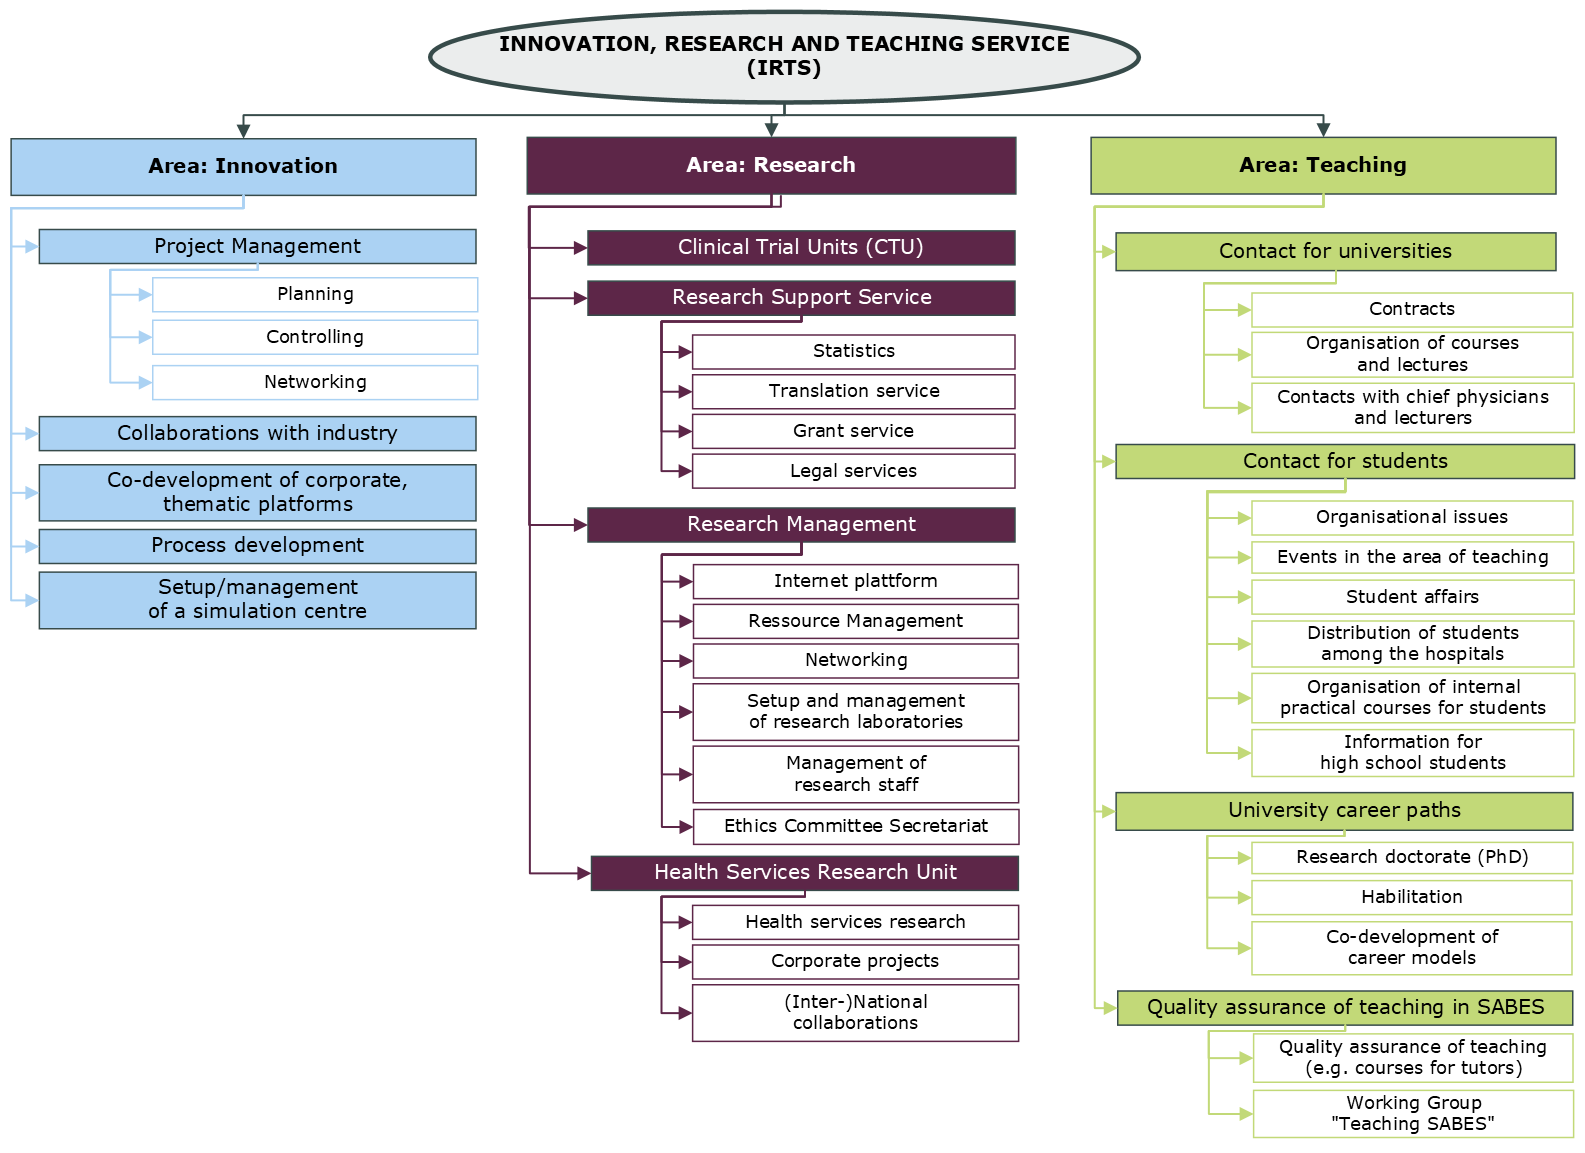 INNOVATION, RESEARCH AND TEACHING SERVICE
(IRTS)
Area: Innovation
Project Management
Planning
Controlling
Networking
Collaborations with industry
Co-development of corporate,
thematic platforms
Process development
Setup/management
of a simulation centre
Area: Research
Clinical Trial Units (CTU)
Research Support Service
Statistics
Translation service
Grant service
Legal services
Research Management
Internet plattform
Ressource Management
Networking
Setup and management
of research laboratories
Management of
research staff
Ethics Committee Secretariat
Health Services Research Unit
Health services research
Corporate projects
(Inter-)National
collaborations
Area: Teaching
Contact for universities
Contracts
Organisation of courses
and lectures
Contacts with chief physicians
and lecturers
Contact for students
Organisational issues
Events in the area of teaching
Student affairs
Distribution of students
among the hospitals
Organisation of internal
practical courses for students
Information for
high school students
University career paths
Research doctorate (PhD)
Habilitation
Co-development of
career models
Quality assurance of teaching in SABES
Quality assurance of teaching
(e.g. courses for tutors)
Working Group
"Teaching SABES"